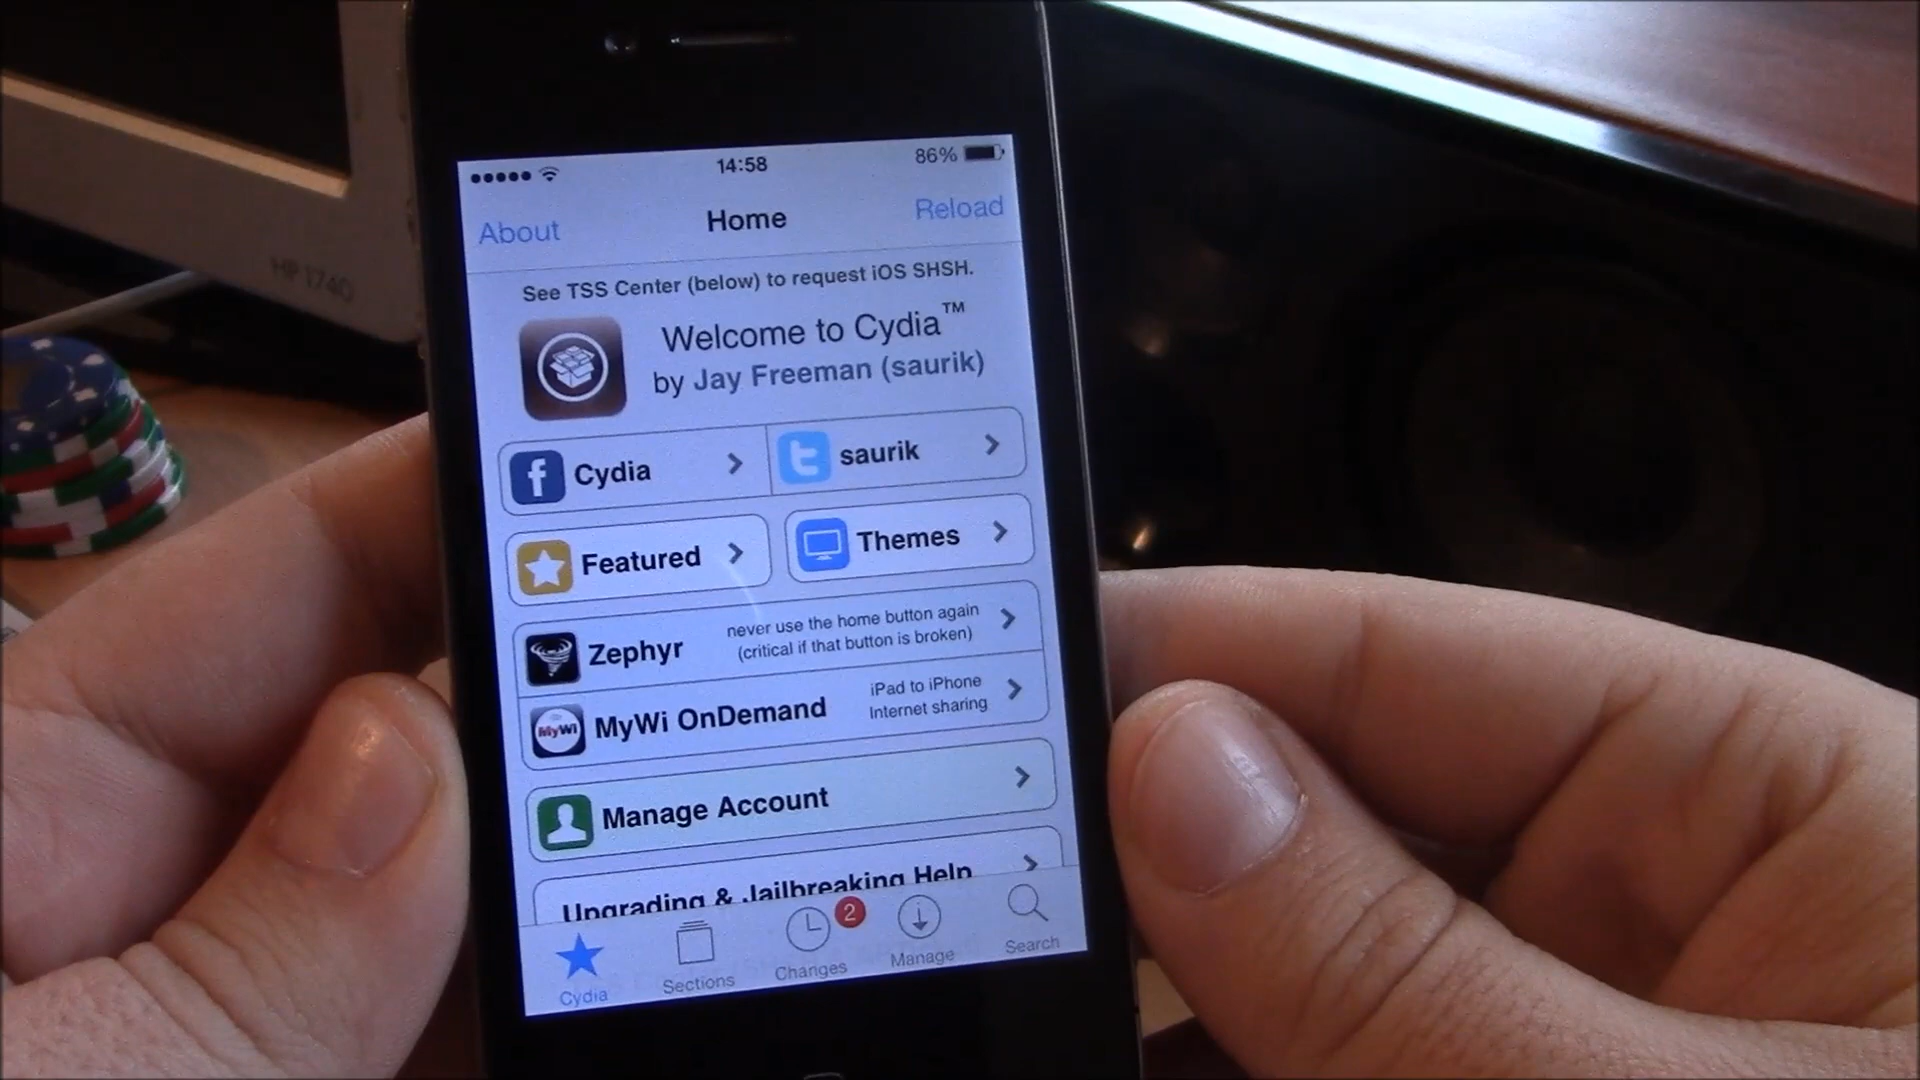 HP 1740
14:58
86%
About
Home
Reload
See TSS Center (below) to request iOS SHSH.
Welcome to Cydia™
by Jay Freeman (saurik)
f
Cydia
t
saurik
Featured
Themes
Zephyr
never use the home button again
(critical if that button is broken)
MyWi
MyWi OnDemand
iPad to iPhone
Internet sharing
Manage Account
Upgrading & Jailbreaking Help
Cydia
Sections
2
Changes
Manage
Search